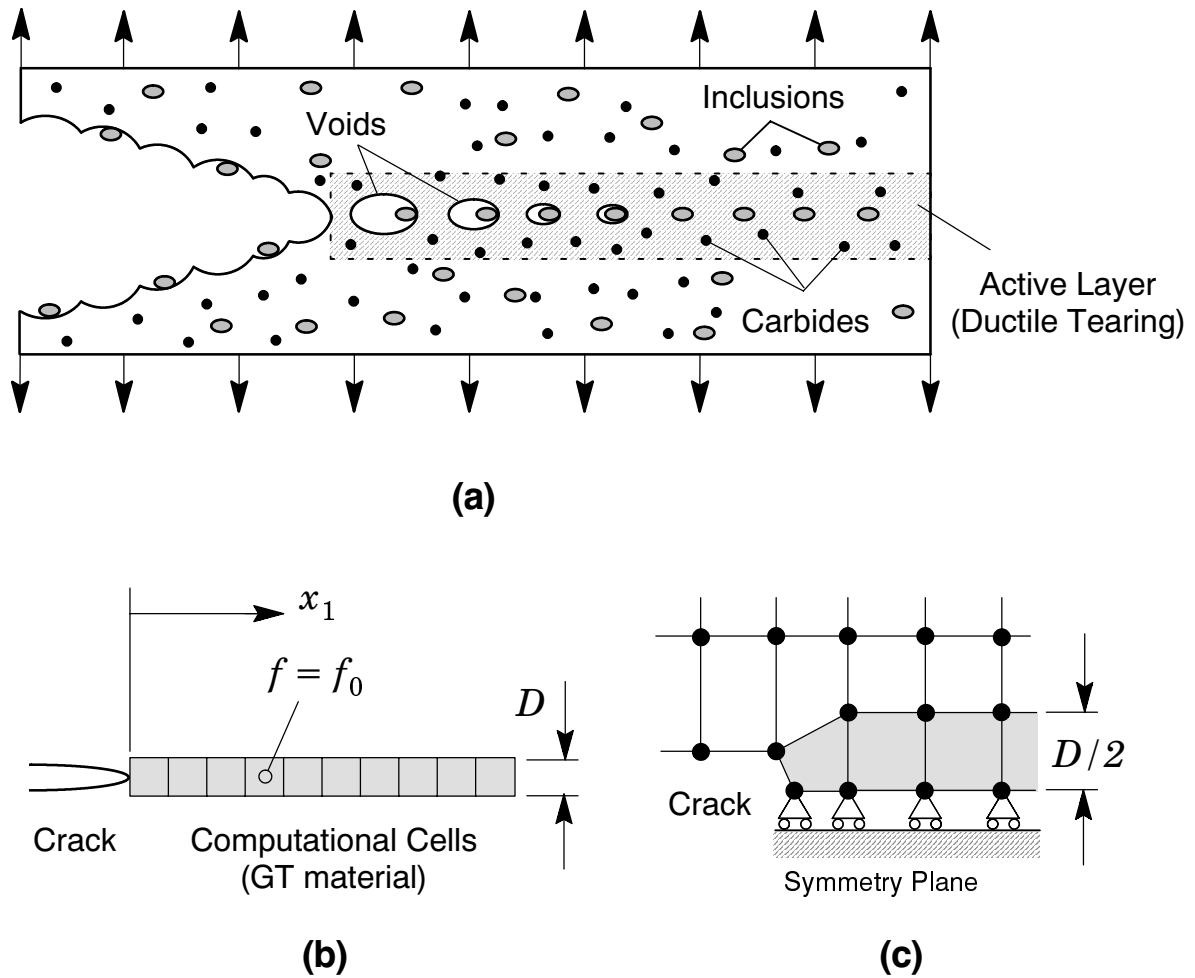 Inclusions
Voids
Active Layer
(Ductile Tearing)
Carbides
(a)
x1
f = f0
D
Crack
Computational Cells
(GT material)
(b)
D/2
Crack
Symmetry Plane
(c)